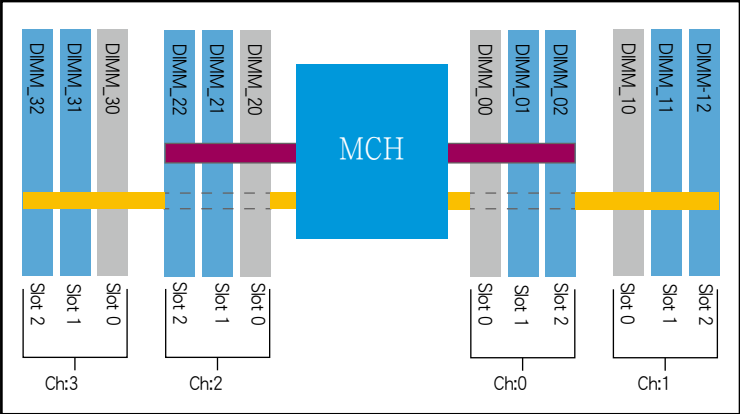 DIMM_32
DIMM_31
DIMM_30
DIMM_22
DIMM_21
DIMM_20
MCH
DIMM_00
DIMM_01
DIMM_02
DIMM_10
DIMM_11
DIMM-12
Slot 2
Slot 1
Slot 0
Slot 2
Slot 1
Slot 0
Slot 0
Slot 1
Slot 2
Slot 0
Slot 1
Slot 2
Ch:3
Ch:2
Ch:0
Ch:1